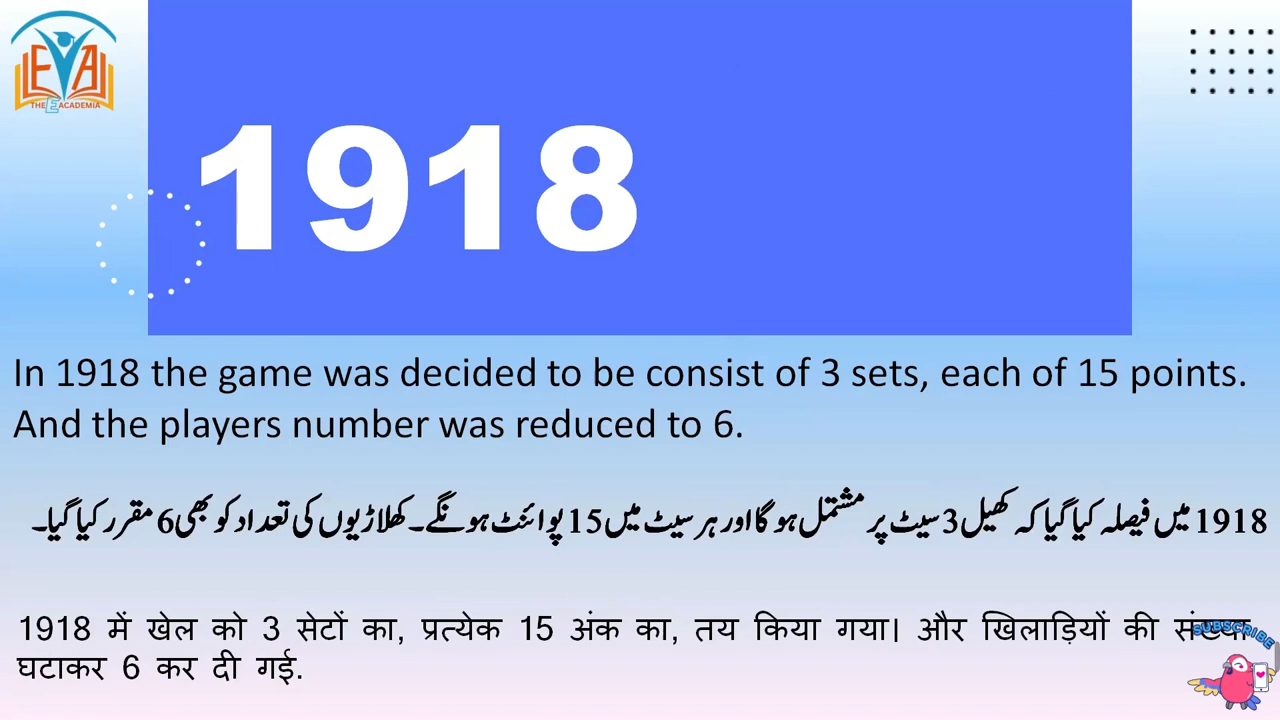 EVA
THE E ACADEMIA
1918
In 1918 the game was decided to be consist of 3 sets, each of 15 points.
And the players number was reduced to 6.
1918 میں فیصلہ کیا گیا کہ کھیل 3 سیٹ پر مشتمل ہو گا اور ہر سیٹ میں 15 پوائنٹ ہونگے۔ کھلاڑیوں کی تعداد کو بھی 6 مقرر کیا گیا۔
1918 में खेल को 3 सेटों का, प्रत्येक 15 अंक का, तय किया गया। और खिलाड़ियों की संख्या
घटाकर 6 कर दी गई.
SUBSCRIBE